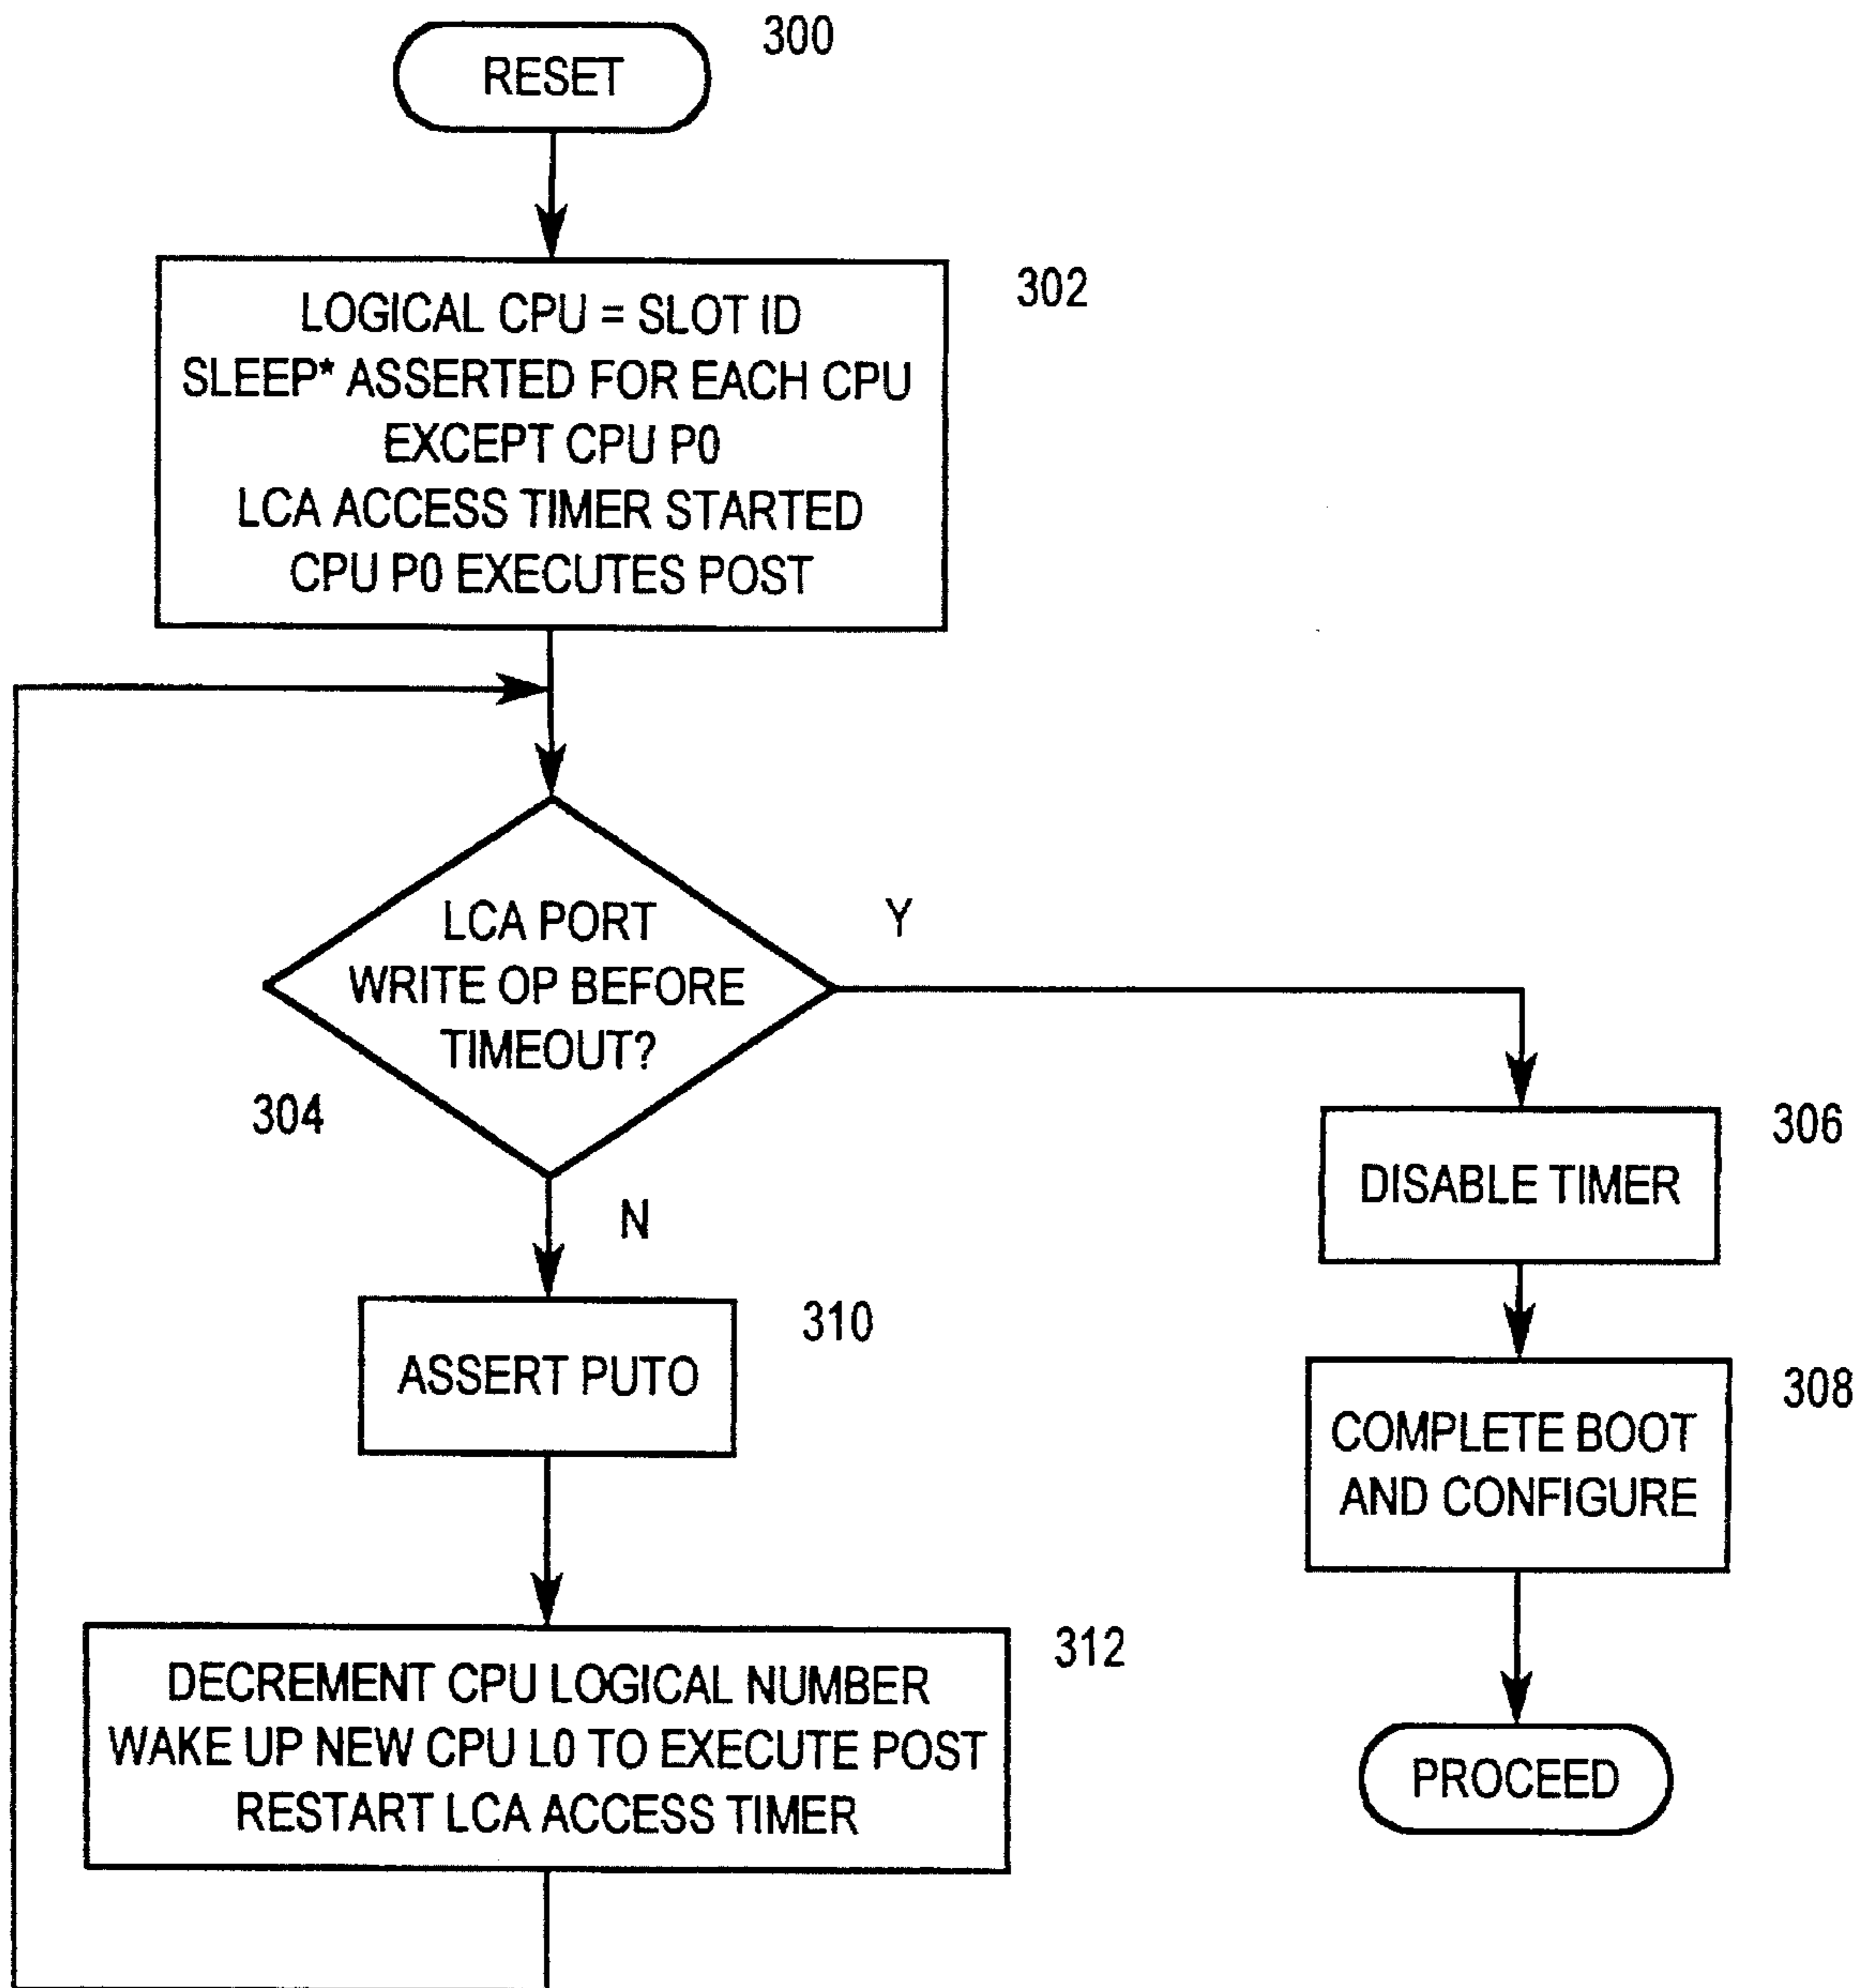 300
RESET
302
LOGICAL CPU = SLOT ID
SLEEP* ASSERTED FOR EACH CPU
EXCEPT CPU P0
LCA ACCESS TIMER STARTED
CPU P0 EXECUTES POST
LCA PORT
WRITE OP BEFORE
TIMEOUT?
304
Y
N
306
DISABLE TIMER
308
COMPLETE BOOT
AND CONFIGURE
PROCEED
310
ASSERT PUTO
312
DECREMENT CPU LOGICAL NUMBER
WAKE UP NEW CPU L0 TO EXECUTE POST
RESTART LCA ACCESS TIMER